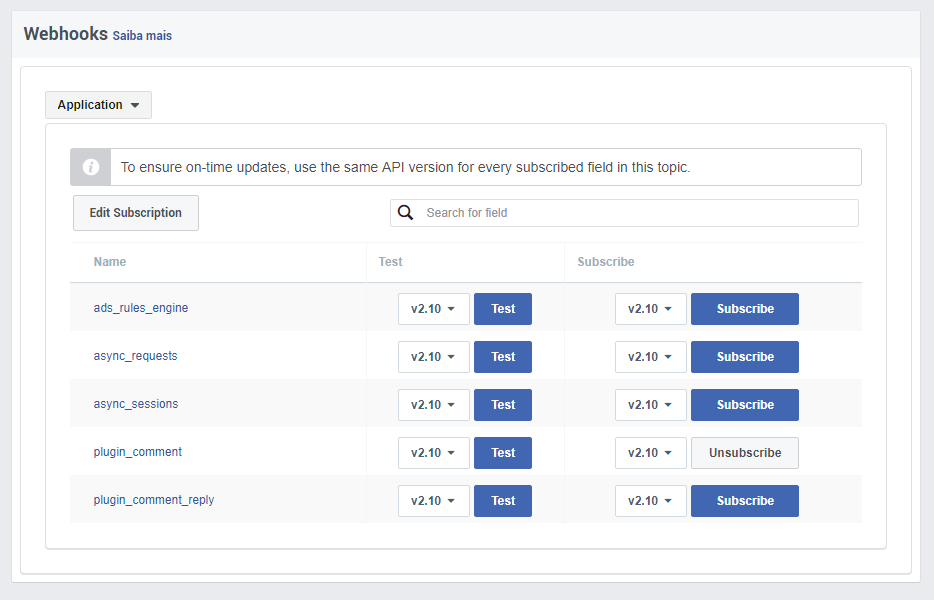 Webhooks Saiba mais
Application
To ensure on-time updates, use the same API version for every subscribed field in this topic.
Edit Subscription Search for field
Name Test Subscribe
ads_rules_engine v2.10 Test v2.10 Subscribe
async_requests v2.10 Test v2.10 Subscribe
async_sessions v2.10 Test v2.10 Subscribe
plugin_comment v2.10 Test v2.10 Unsubscribe
plugin_comment_reply v2.10 Test v2.10 Subscribe